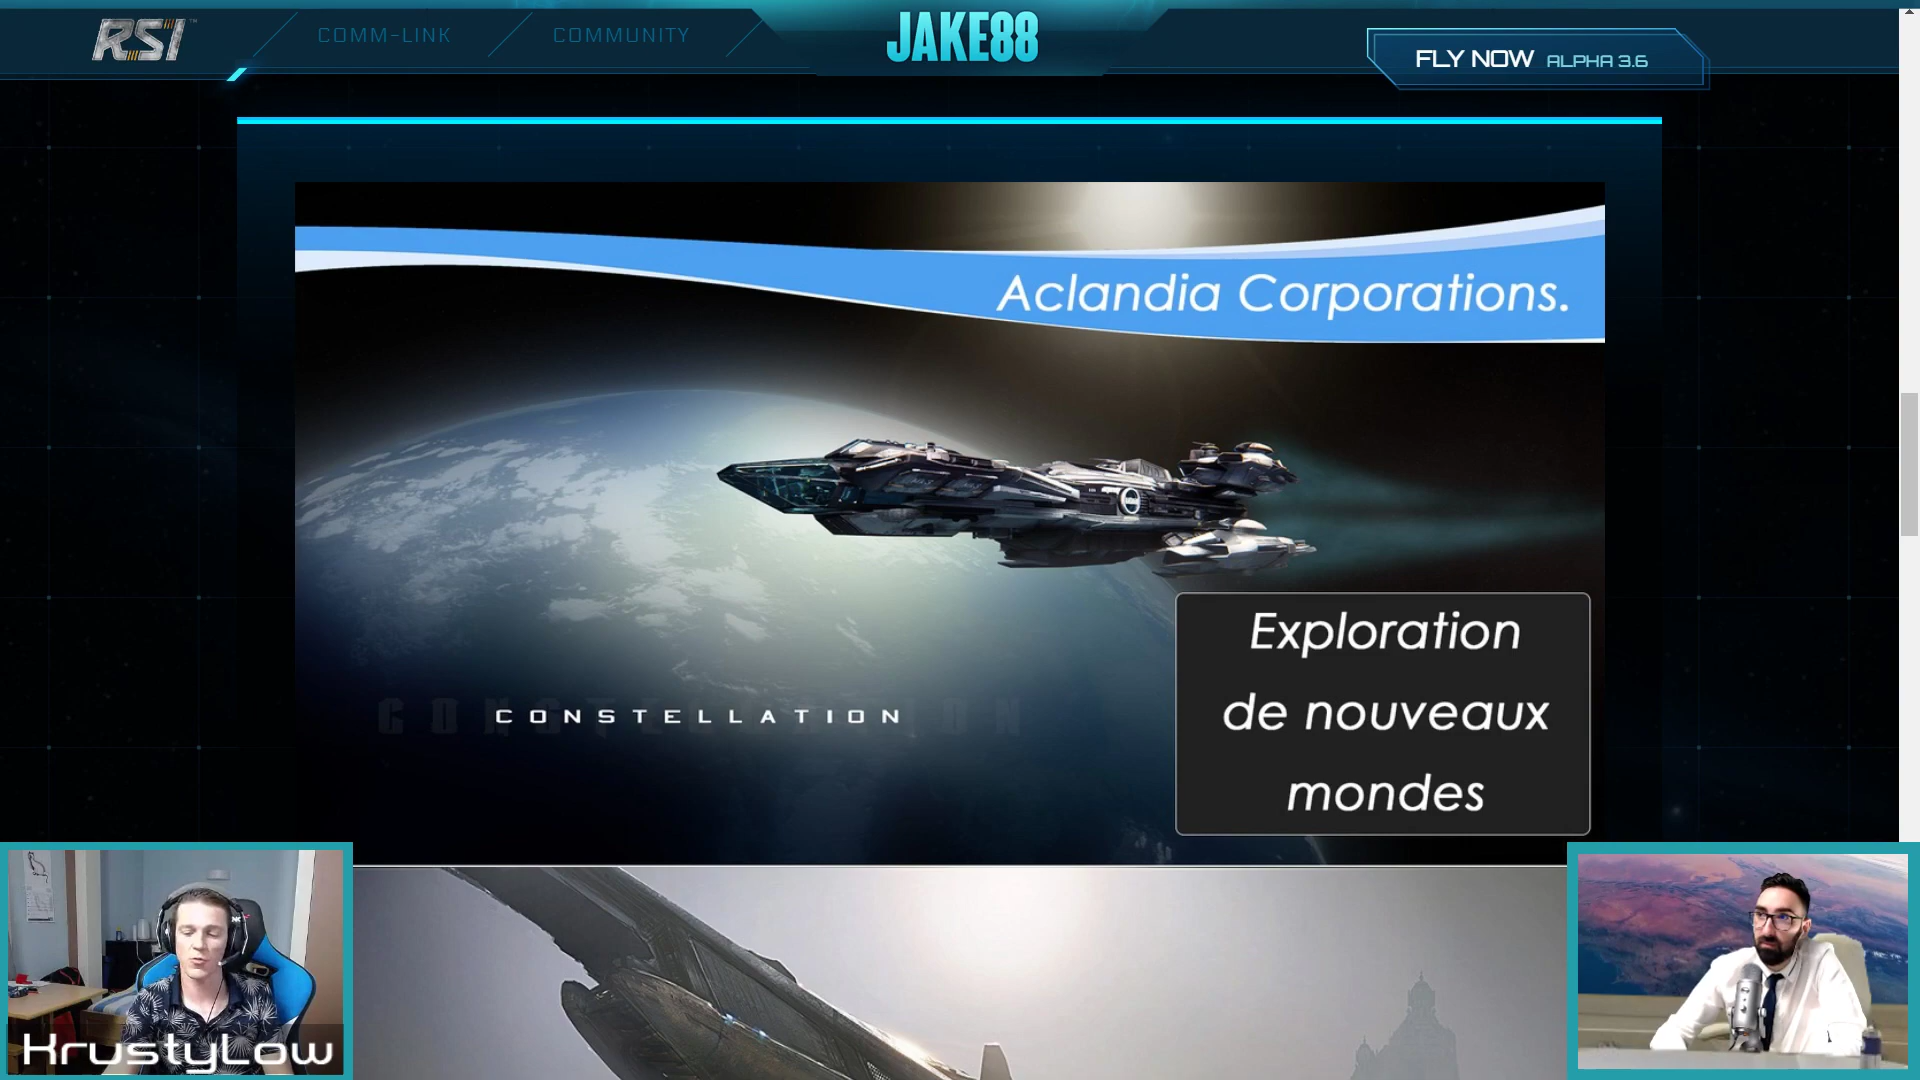 RSI
COMM-LINK
COMMUNITY
JAKE88
FLY NOW ALPHA 3.6
Aclandia Corporations.
CONSTELLATION
Exploration
de nouveaux
mondes
KrustyLow